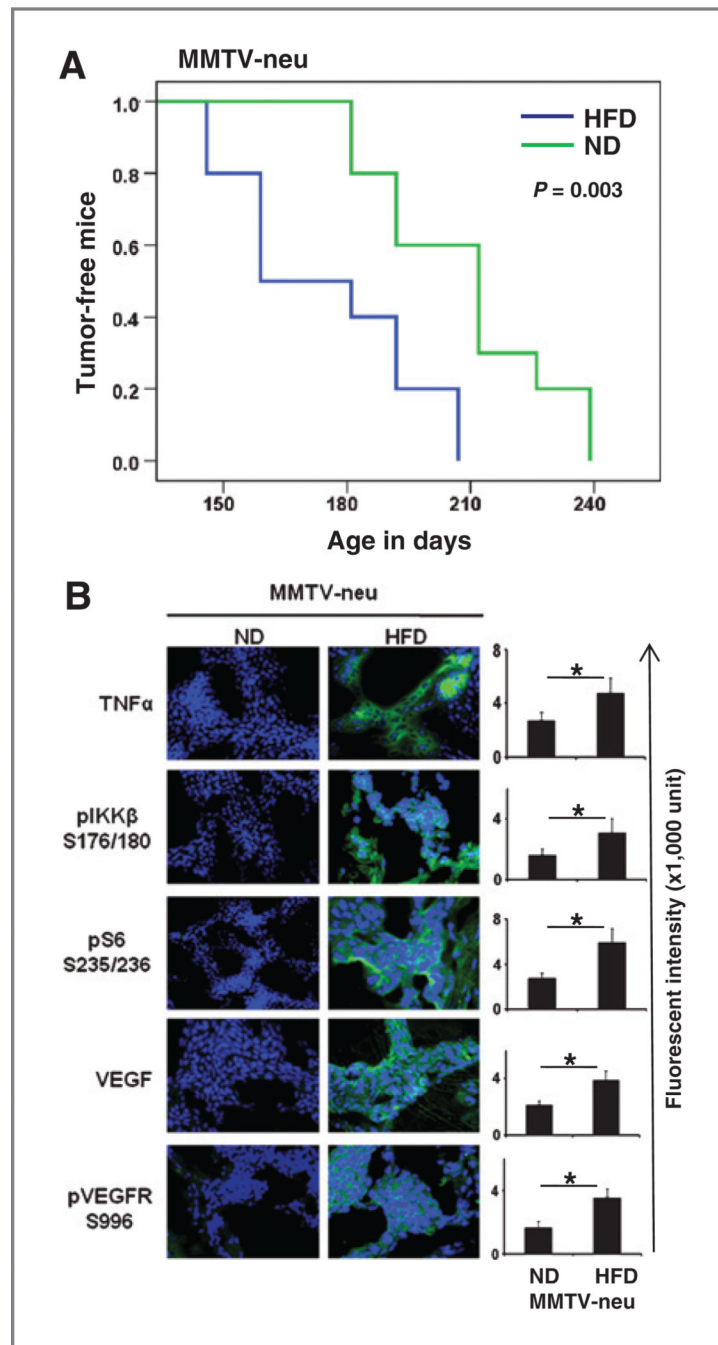 A
MMTV-neu
HFD
ND
P = 0.003
Tumor-free mice
1.0
0.8
0.6
0.4
0.2
0.0
150 180 210 240
Age in days
B
MMTV-neu
ND HFD
TNFα
8
4
0
*
pIKKβ
S176/180
4
0
*
pS6
S235/236
8
4
0
*
VEGF
4
0
*
pVEGFR
S996
4
0
*
Fluorescent intensity (x1,000 unit)
ND HFD
MMTV-neu